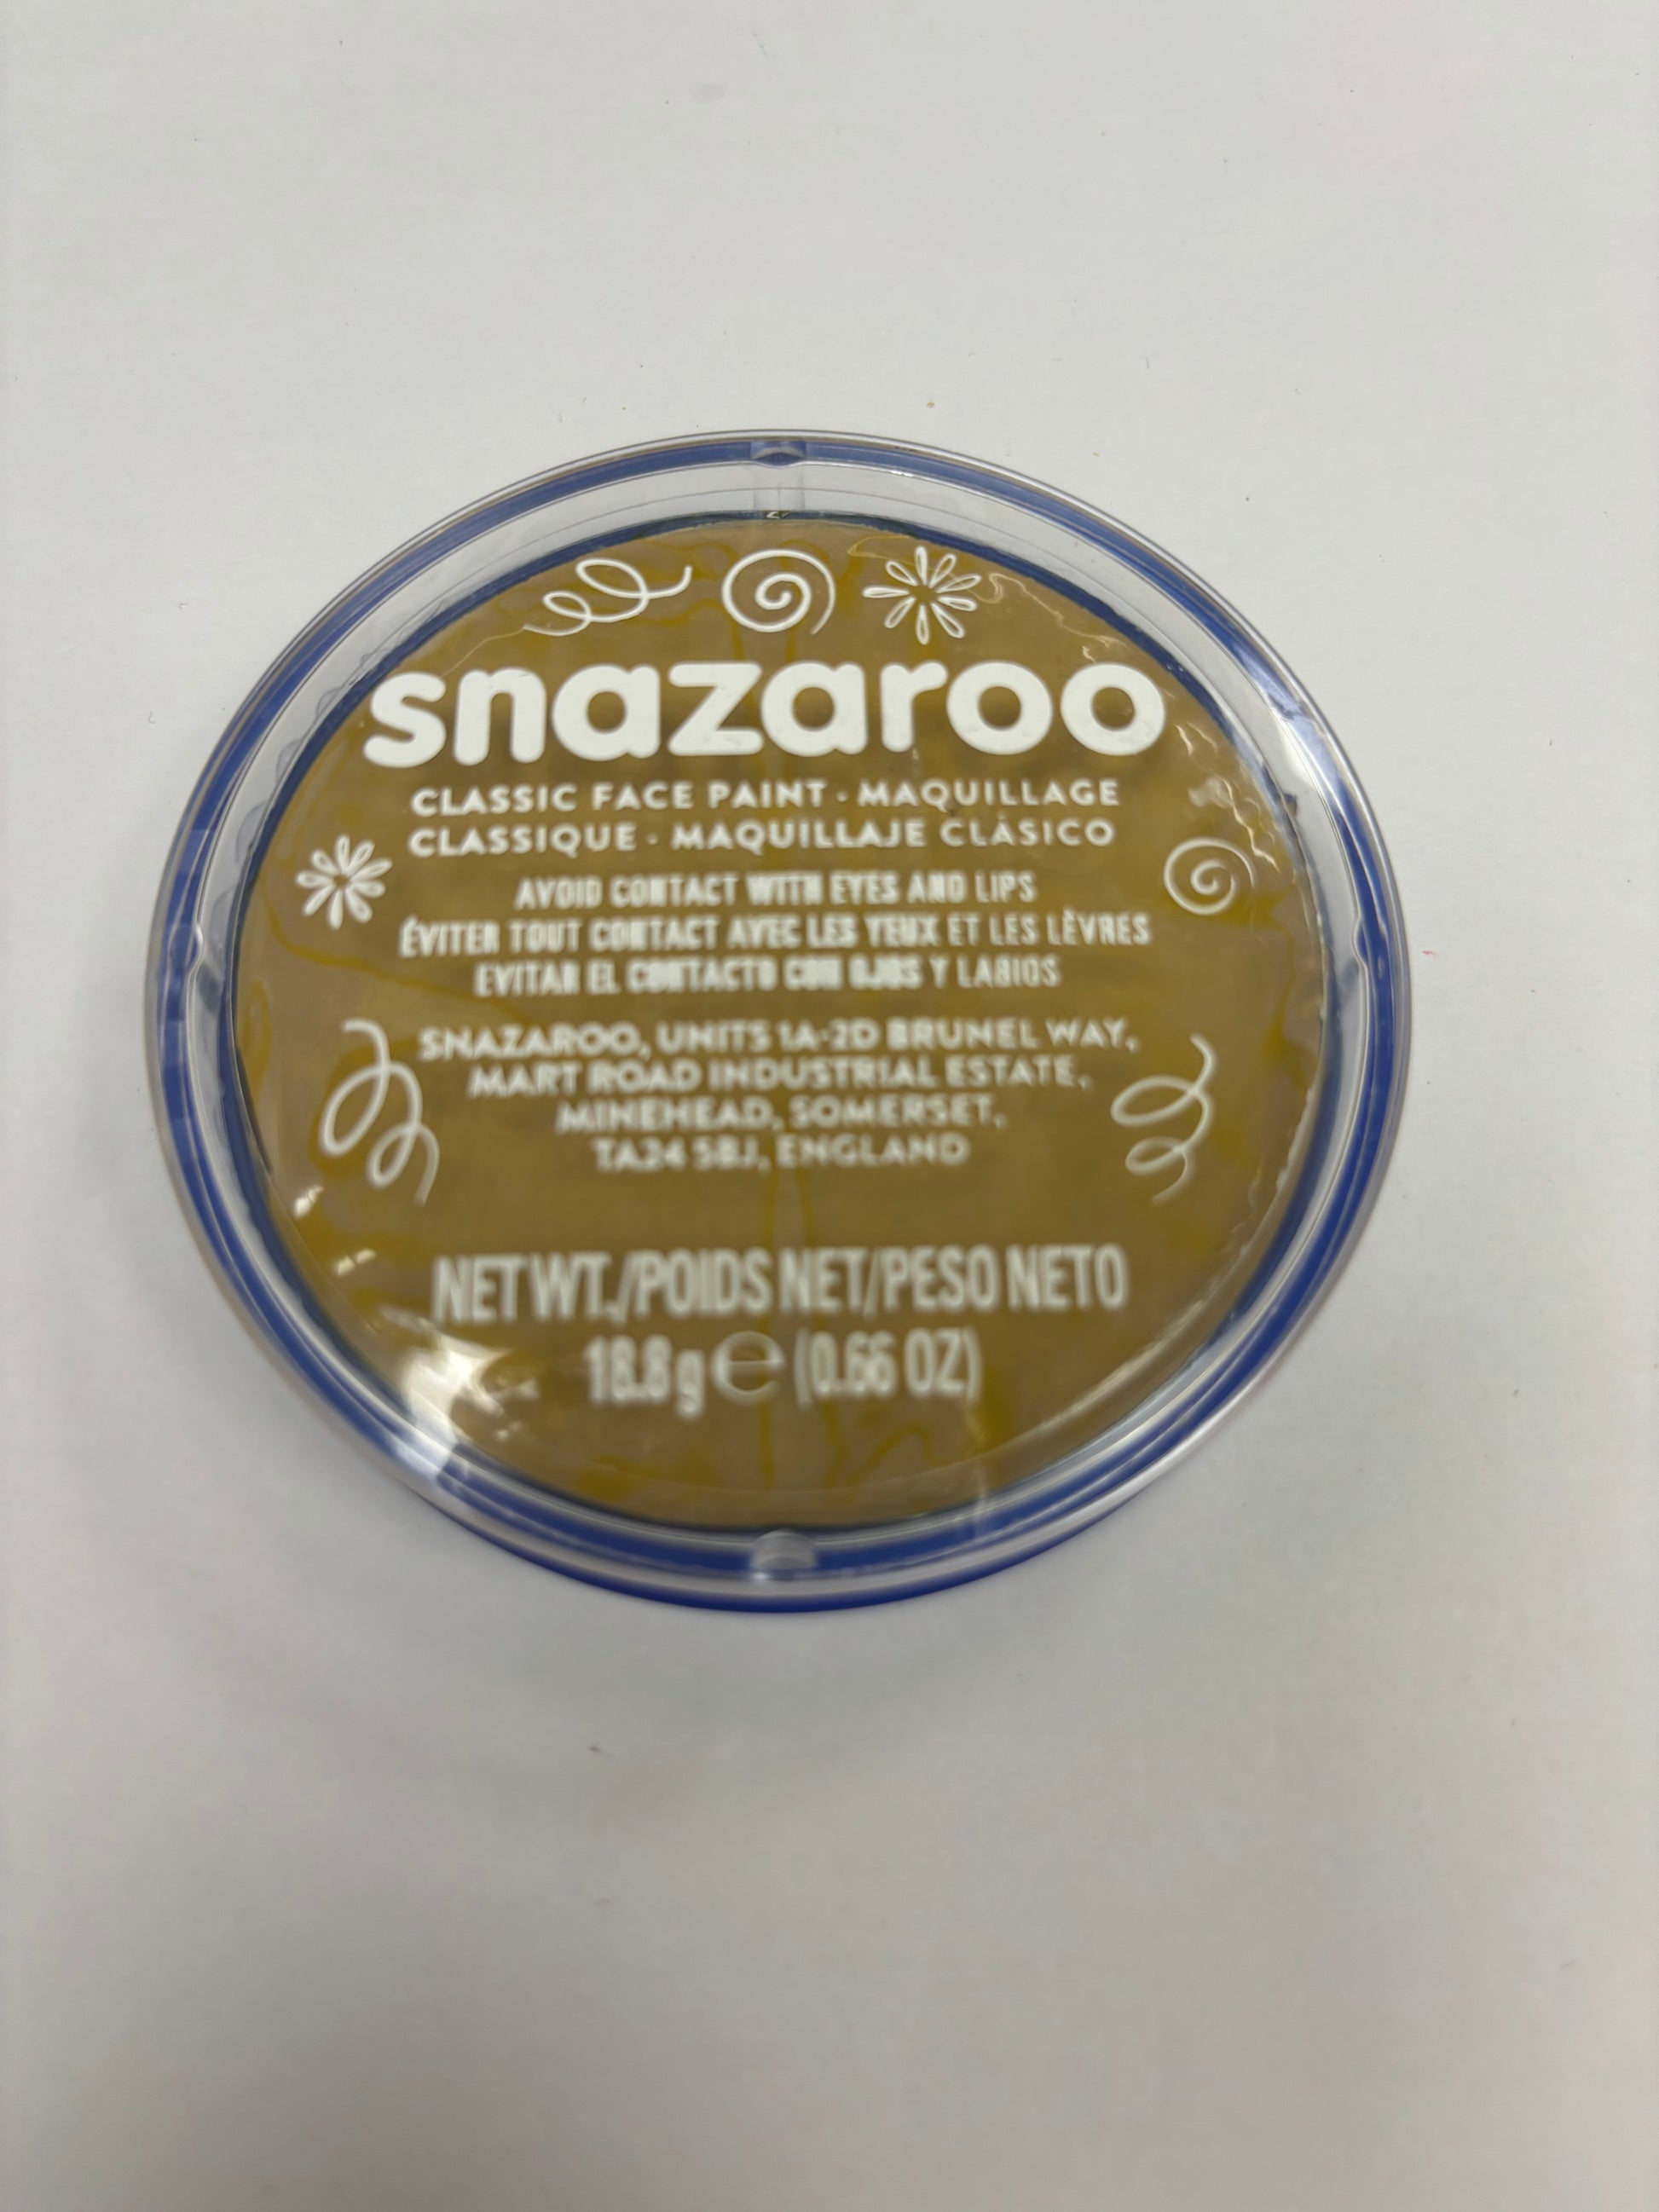 snazaroo
CLASSIC FACE PAINT · MAQUILLAGE
CLASSIQUE · MAQUILLAJE CLÁSICO
AVOID CONTACT WITH EYES AND LIPS
ÉVITER TOUT CONTACT AVEC LES YEUX ET LES LÈVRES
EVITAR EL CONTACTO CON OJOS Y LABIOS
SNAZAROO, UNITS 1A-2D BRUNEL WAY,
MART ROAD INDUSTRIAL ESTATE,
MINEHEAD, SOMERSET,
TA24 5BJ, ENGLAND
NET WT./POIDS NET/PESO NETO
18.8 g e (0.66 OZ)